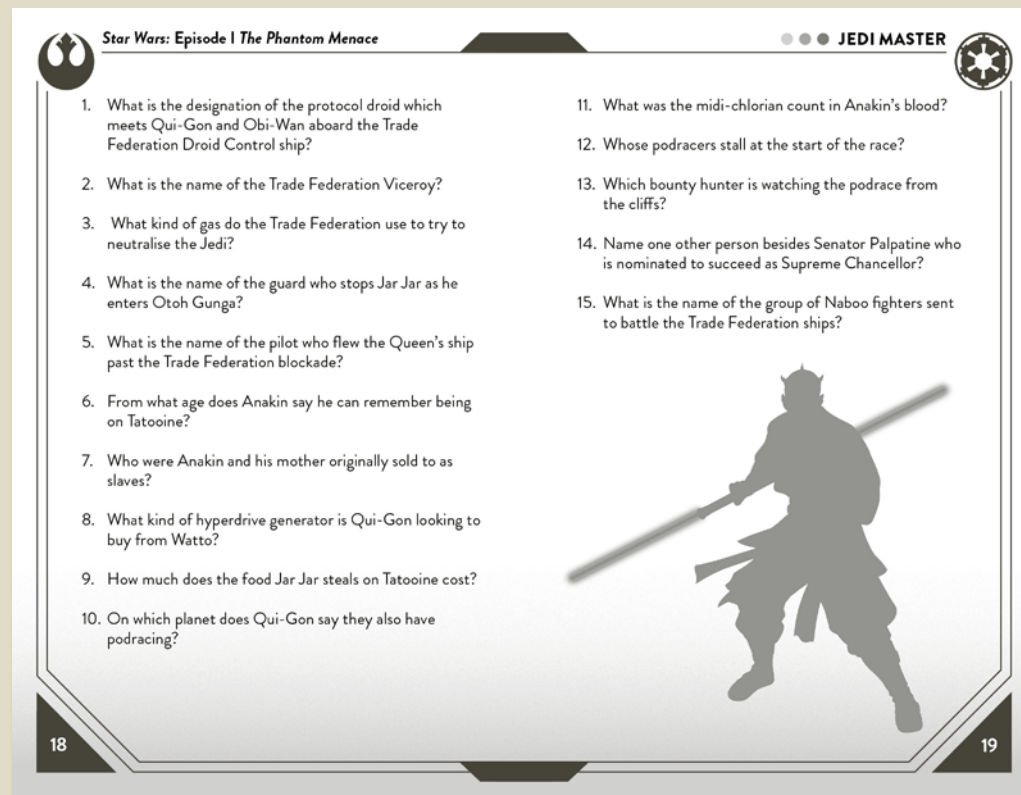 Star Wars: Episode I The Phantom Menace
JEDI MASTER
1. What is the designation of the protocol droid which
meets Qui-Gon and Obi-Wan aboard the Trade
Federation Droid Control ship?
2. What is the name of the Trade Federation Viceroy?
3. What kind of gas do the Trade Federation use to try to
neutralise the Jedi?
4. What is the name of the guard who stops Jar Jar as he
enters Otoh Gunga?
5. What is the name of the pilot who flew the Queen's ship
past the Trade Federation blockade?
6. From what age does Anakin say he can remember being
on Tatooine?
7. Who were Anakin and his mother originally sold to as
slaves?
8. What kind of hyperdrive generator is Qui-Gon looking to
buy from Watto?
9. How much does the food Jar Jar steals on Tatooine cost?
10. On which planet does Qui-Gon say they also have
podracing?
11. What was the midi-chlorian count in Anakin's blood?
12. Whose podracers stall at the start of the race?
13. Which bounty hunter is watching the podrace from
the cliffs?
14. Name one other person besides Senator Palpatine who
is nominated to succeed as Supreme Chancellor?
15. What is the name of the group of Naboo fighters sent
to battle the Trade Federation ships?
18
19